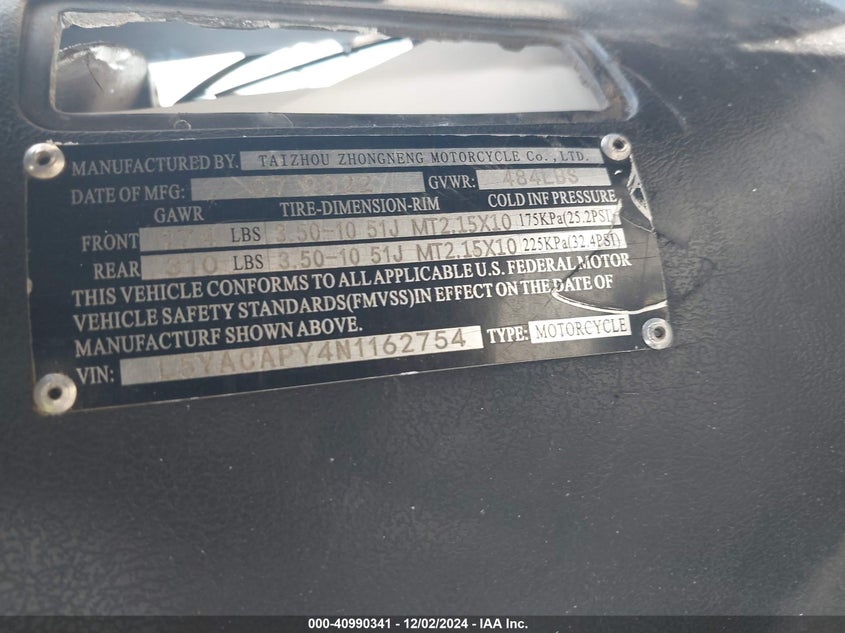 MANUFACTURED BY. TAIZHOU ZHONGNENG MOTORCYCLE Co.,LTD.
DATE OF MFG: GVWR: 484LBS
GAWR TIRE-DIMENSION-RIM COLD INF PRESSURE
FRONT LBS 3.50-10 51J MT2.15X10 175KPa(25.2PSI)
REAR 310 LBS 3.50-10 51J MT2.15X10 225KPa(32.4PSI)
THIS VEHICLE CONFORMS TO ALL APPLICABLE U.S. FEDERAL MOTOR
VEHICLE SAFETY STANDARDS(FMVSS)IN EFFECT ON THE DATE OF
MANUFACTURF SHOWN ABOVE.
VIN: L5YACAPY4N1162754 TYPE: MOTORCYCLE
000-40990341 - 12/02/2024 - IAA Inc.